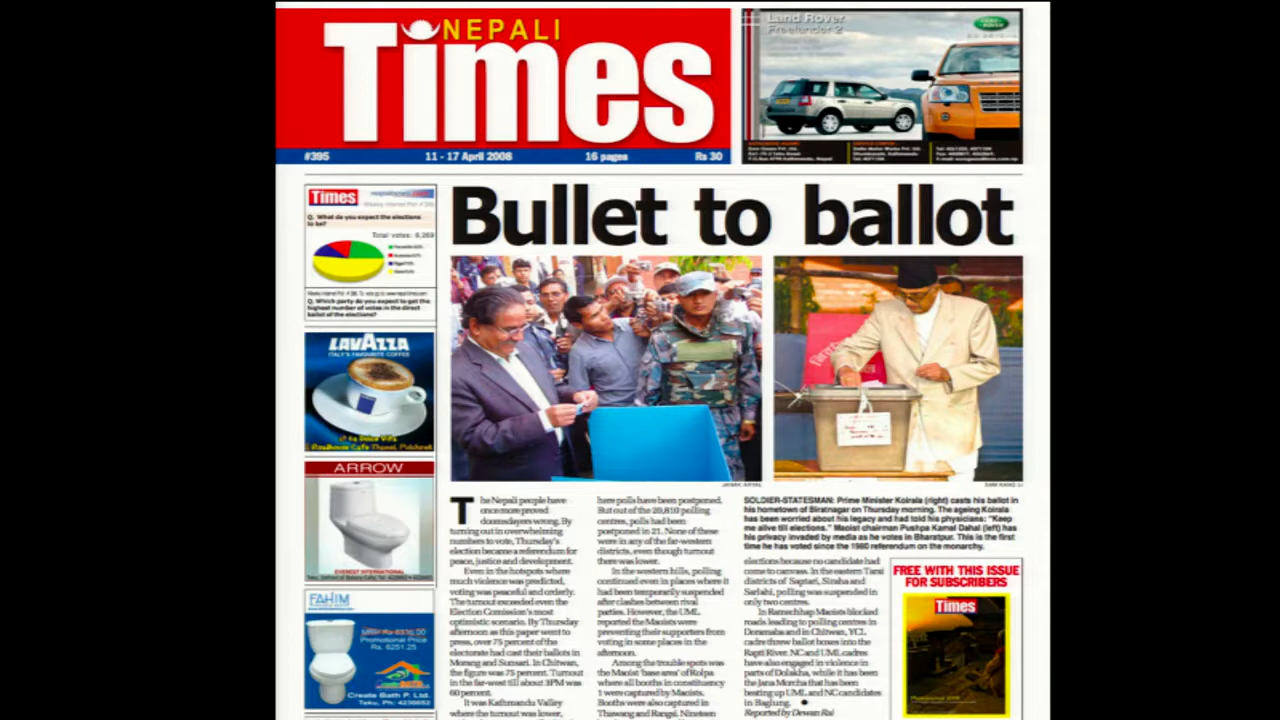 NEPALI
Times
#395 11 - 17 April 2008 16 pages Rs 30
Land Rover
Freelander 2
Times
Weekly Internet Poll # 395
Q. What do you expect the elections
to be?
Total votes: 6,269
Q. Which party do you expect to get the
highest number of votes in the direct
ballot of the elections?
LAVAZZA
ITALY'S FAVOURITE COFFEE
Roadhouse Cafe Thamel, Pulchowk
ARROW
EVEREST INTERNATIONAL
FAHIM
Promotional Price
Rs. 6251.25
Create Bath P. Ltd.
Teku, Ph: 4230652
Bullet to ballot
The Nepali people have
once more proved
doomsdayers wrong. By
turning out in overwhelming
numbers to vote, Thursday's
election became a referendum for
peace, justice and development.
Even in the hotspots where
much violence was predicted,
voting was peaceful and orderly.
The turnout exceeded even the
Election Comission's most
optimistic scenario. By Thursday
afternoon as this paper went to
press, over 75 percent of the
electorate had cast their ballots in
Morang and Sunsari. In Chitwan,
the figure was 75 percent. Turnout
in the far-west till about 3PM was
60 percent.
It was Kathmandu Valley
where the turnout was lower,
here polls have been postponed.
But out of the 20,810 polling
centres, polls had been
postponed in 21. None of these
were in any of the far-western
districts, even though turnout
there was lower.
In the western hills, polling
continued even in places where it
had been temporarily suspended
after clashes between rival
parties. However, the UML
reported the Maoists were
preventing their supporters from
voting in some places in the
afternoon.
Among the trouble spots was
the Maoist 'base area' of Rolpa
where all booths in constituency
1 were captured by Maoists.
Booths were also captured in
Thawang and Rangsi. Nineteen
SOLDIER-STATESMAN: Prime Minister Koirala (right) casts his ballot in
his hometown of Biratnagar on Thursday morning. The ageing Koirala
has been worried about his legacy and had told his physicians: "Keep
me alive till elections." Maoist chairman Pushpa Kamal Dahal (left) has
his privacy invaded by media as he votes in Bharatpur. This is the first
time he has voted since the 1980 referendum on the monarchy.
elections because no candidate had
come to canvass. In the eastern Tarai
districts of Saptari, Siraha and
Sarlahi, polling was suspended in
only two centres.
In Ramechhap Maoists blocked
roads leading to polling centres in
Doramba and in Chitwan, YCL
cadre threw ballot boxes into the
Rapti River. NC and UML cadres
have also engaged in violence in
parts of Dolakha, while it has been
the Jana Morcha that has been
beating up UML and NC candidates
in Baglung.
Reported by Dewan Rai
FREE WITH THIS ISSUE
FOR SUBSCRIBERS
Times